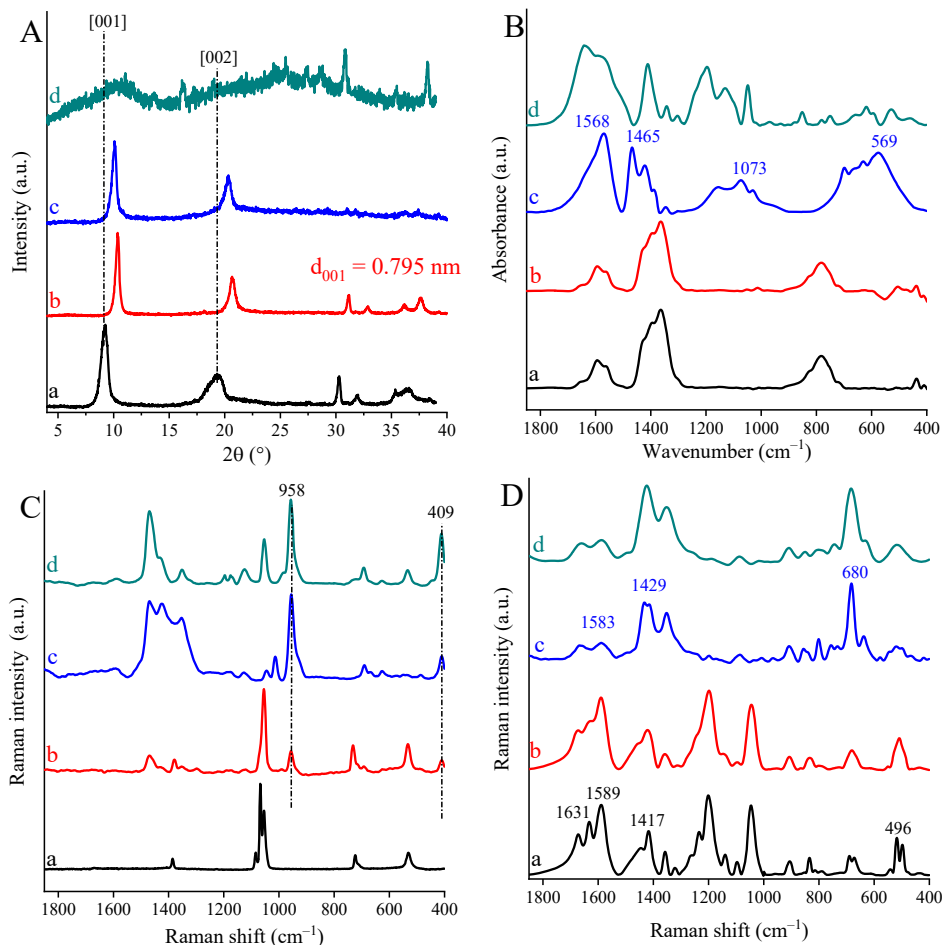 A
[001]
[002]
d
c
b
a
d001 = 0.795 nm
Intensity (a.u.)
5
10
15
20
25
30
35
40
2θ (°)
B
d
1568
1465
1073
569
c
b
a
Absorbance (a.u.)
1800
1600
1400
1200
1000
800
600
400
Wavenumber (cm−1)
C
958
409
d
c
b
a
Raman intensity (a.u.)
1800
1600
1400
1200
1000
800
600
400
Raman shift (cm−1)
D
d
1583
1429
680
c
b
1631
1589
1417
496
a
Raman intensity (a.u.)
1800
1600
1400
1200
1000
800
600
400
Raman shift (cm−1)